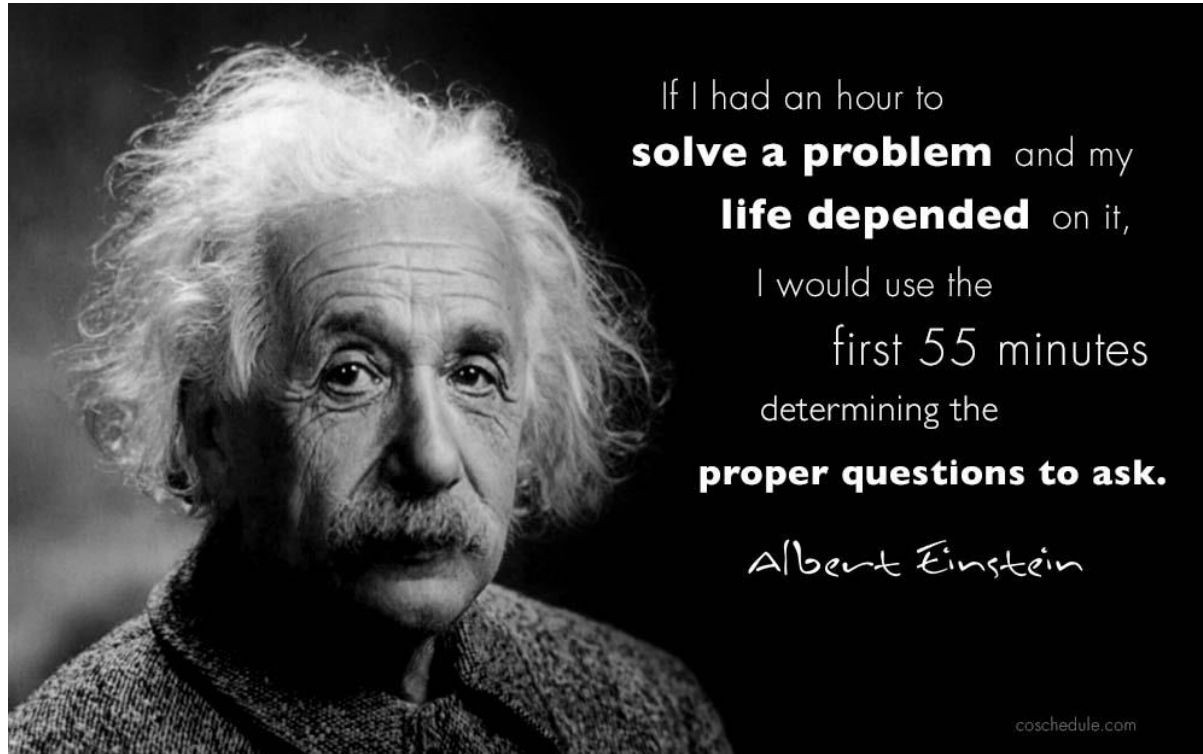 If I had an hour to
solve a problem and my
life depended on it,
I would use the
first 55 minutes
determining the
proper questions to ask.
Albert Einstein
coschedule.com